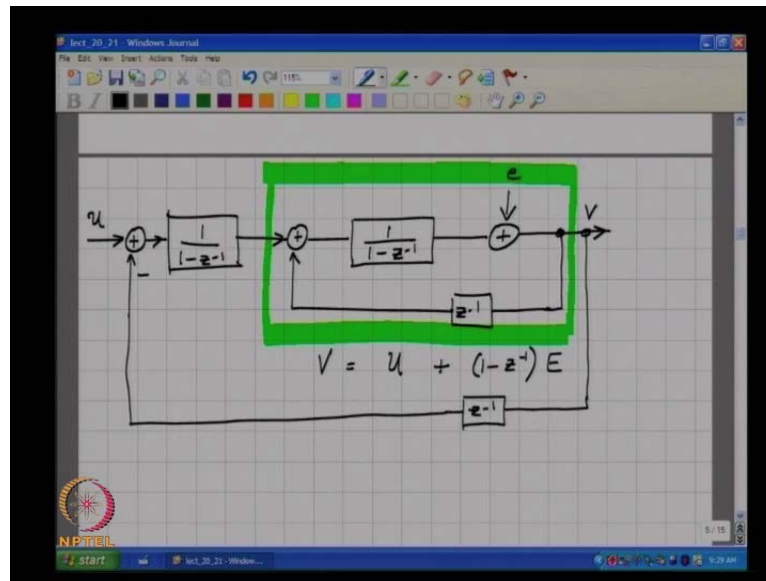 lect_20_21 - Windows Journal
File Edit View Insert Actions Tools Help
115%
B I
e
u + 1/(1-z⁻¹) + 1/(1-z⁻¹) + V
-
z⁻¹
V = U + (1-z⁻¹) E
z⁻¹
NPTEL
5 / 15
start lect_20_21 - Window... 9:29 AM